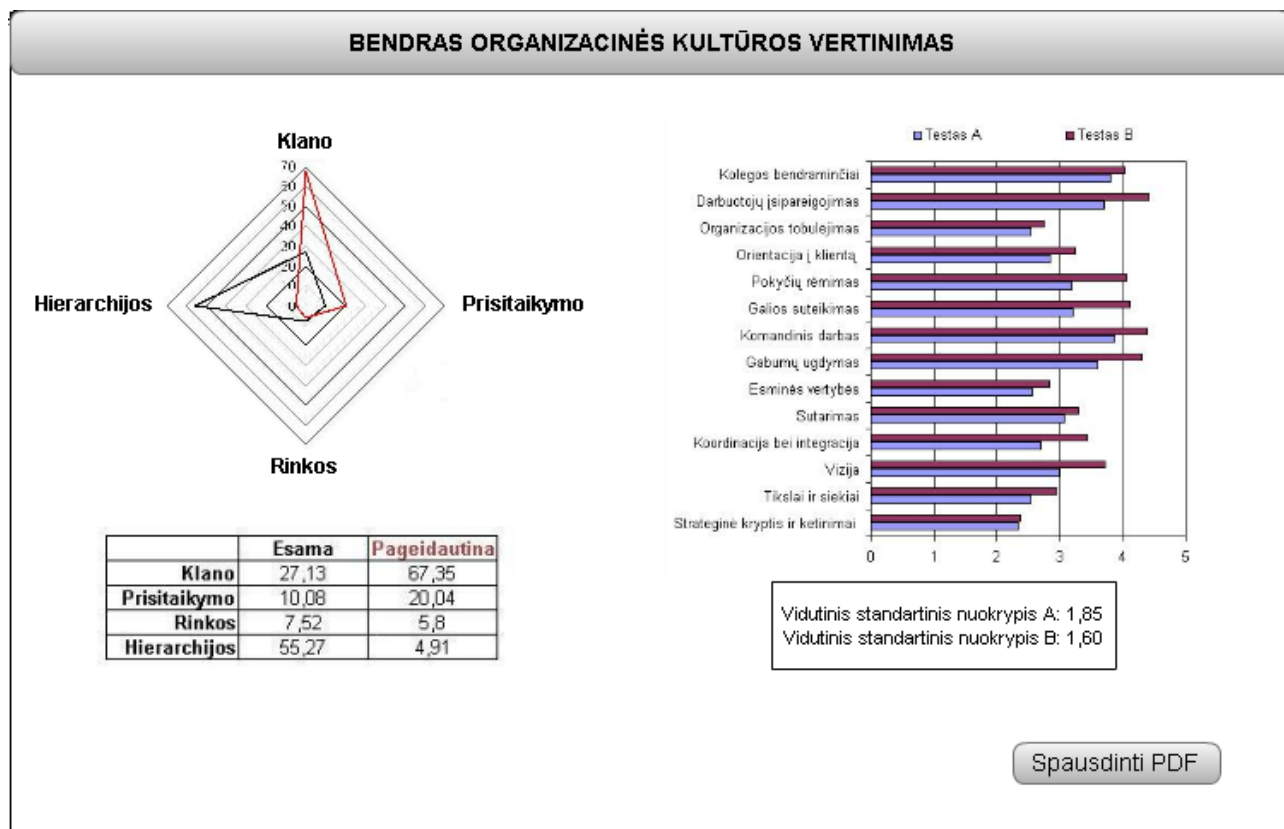 BENDRAS ORGANIZACINĖS KULTŪROS VERTINIMAS
Klano
70
60
50
40
30
20
10
0
Hierarchijos
Prisitaikymo
Rinkos
Esama Pageidautina
Klano 27,13 67,35
Prisitaikymo 10,08 20,04
Rinkos 7,52 5,8
Hierarchijos 55,27 4,91
Testas A Testas B
Kolegos bendraminčiai
Darbuotojų įsipareigojimas
Organizacijos tobulėjimas
Orientacija į klientą
Pokyčių rėmimas
Galios suteikimas
Komandinis darbas
Gabumų ugdymas
Esminės vertybės
Sutarimas
Koordinacija bei integracija
Vizija
Tikslai ir siekiai
Strateginė kryptis ir ketinimai
0 1 2 3 4 5
Vidutinis standartinis nuokrypis A: 1,85
Vidutinis standartinis nuokrypis B: 1,60
Spausdinti PDF